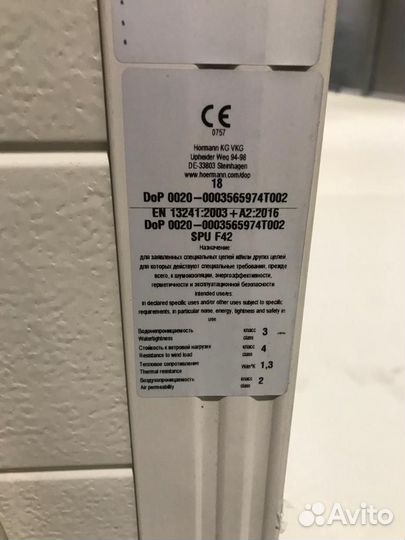 CE
0757
Hormann KG VKG
Upheider Weg 94-98
DE-33803 Steinhagen
www.hoermann.com/dop
18
DoP 0020-0003565974T002
EN 13241:2003+A2:2016
DoP 0020-0003565974T002
SPU F42
Назначение
для заявленных специальных целей и/или других целей
для которых действуют специальные требования, прежде
всего, к шумоизоляции, энергоэффективности,
герметичности и эксплуатационной безопасности
intended use/es:
in declared specific uses and/or other uses subject to specific
requirements, in particular noise, energy, tightness and safety in
use
Водонепроницаемость класс 3
Watertightness class
Стойкость к ветровой нагрузке класс 4
Resistance to wind load class
Тепловое сопротивление 1,3
Thermal resistance
Воздухопроницаемость класс 2
Air permeability class
Avito